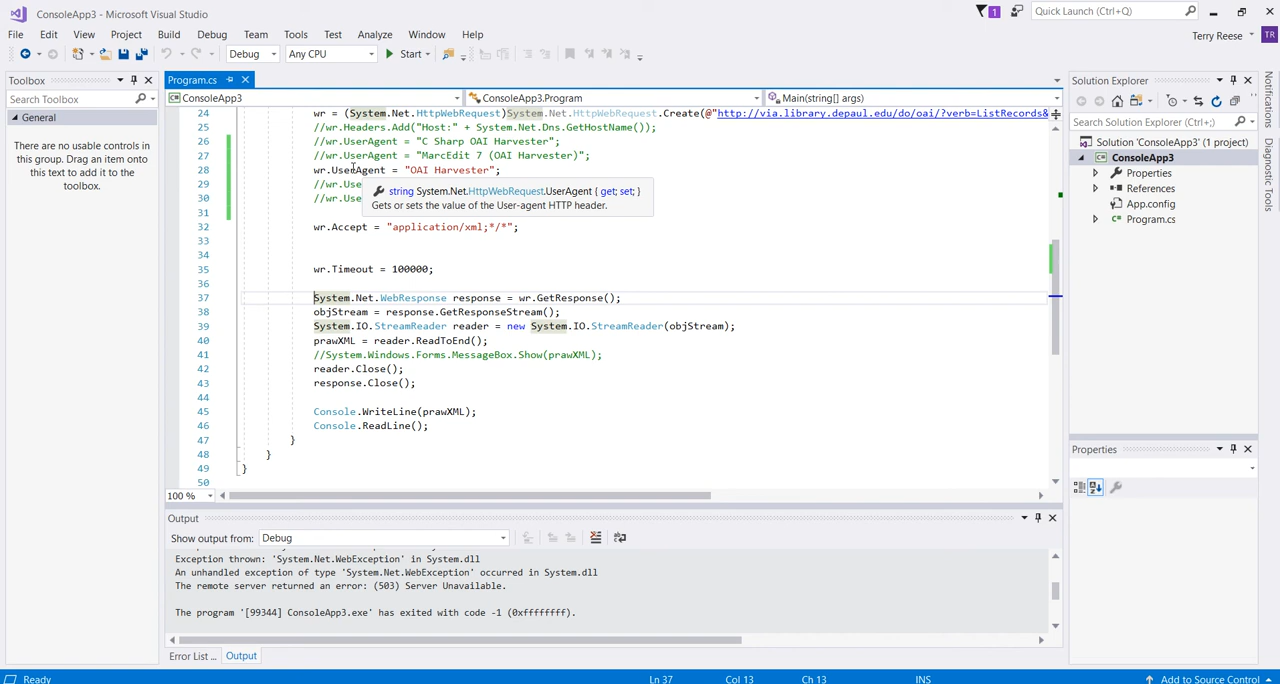 ConsoleApp3 - Microsoft Visual Studio
1
Quick Launch (Ctrl+Q)
File Edit View Project Build Debug Team Tools Test Analyze Window Help
Terry Reese
TR
Debug
Any CPU
Start
Toolbox
Search Toolbox
General
There are no usable controls in
this group. Drag an item onto
this text to add it to the
toolbox.
Program.cs
ConsoleApp3
ConsoleApp3.Program
Main(string[] args)
24 wr = (System.Net.HttpWebRequest)System.Net.HttpWebRequest.Create(@"http://via.library.depaul.edu/do/oai/?verb=ListRecords&
25 //wr.Headers.Add("Host:" + System.Net.Dns.GetHostName());
26 //wr.UserAgent = "C Sharp OAI Harvester";
27 //wr.UserAgent = "MarcEdit 7 (OAI Harvester)";
28 wr.UserAgent = "OAI Harvester";
29 //wr.Use
string System.Net.HttpWebRequest.UserAgent { get; set; }
30 //wr.Use
Gets or sets the value of the User-agent HTTP header.
31
32 wr.Accept = "application/xml;*/*";
33
34
35 wr.Timeout = 100000;
36
37 System.Net.WebResponse response = wr.GetResponse();
38 objStream = response.GetResponseStream();
39 System.IO.StreamReader reader = new System.IO.StreamReader(objStream);
40 prawXML = reader.ReadToEnd();
41 //System.Windows.Forms.MessageBox.Show(prawXML);
42 reader.Close();
43 response.Close();
44
45 Console.WriteLine(prawXML);
46 Console.ReadLine();
47 }
48 }
49 }
50
100 %
Output
Show output from: Debug
Exception thrown: 'System.Net.WebException' in System.dll
An unhandled exception of type 'System.Net.WebException' occurred in System.dll
The remote server returned an error: (503) Server Unavailable.
The program '[99344] ConsoleApp3.exe' has exited with code -1 (0xffffffff).
Error List ... Output
Solution Explorer
Search Solution Explorer (Ctrl+;)
Solution 'ConsoleApp3' (1 project)
ConsoleApp3
Properties
References
App.config
Program.cs
Properties
Notifications
Diagnostic Tools
Ready
Ln 37 Col 13 Ch 13 INS
Add to Source Control